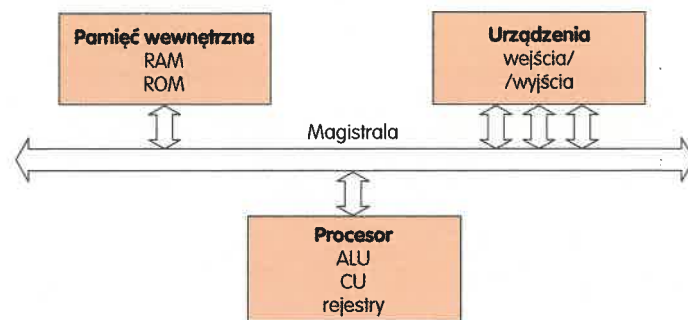 Pamięć wewnętrzna
RAM
ROM
Urządzenia
wejścia/
/wyjścia
Magistrala
Procesor
ALU
CU
rejestry